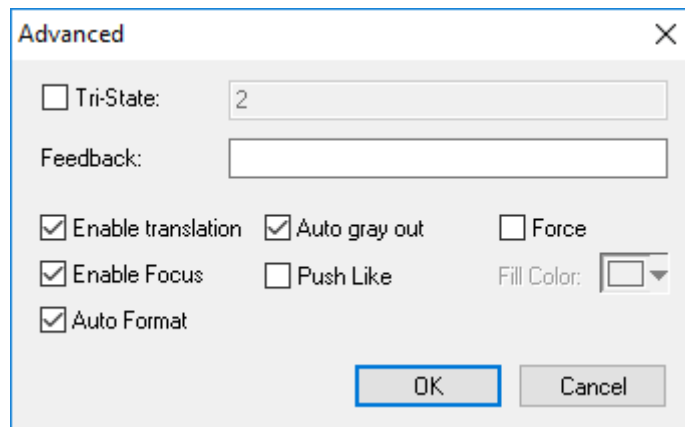 Advanced
Tri-State: 2
Feedback:
Enable translation Auto gray out Force
Enable Focus Push Like Fill Color:
Auto Format
OK Cancel